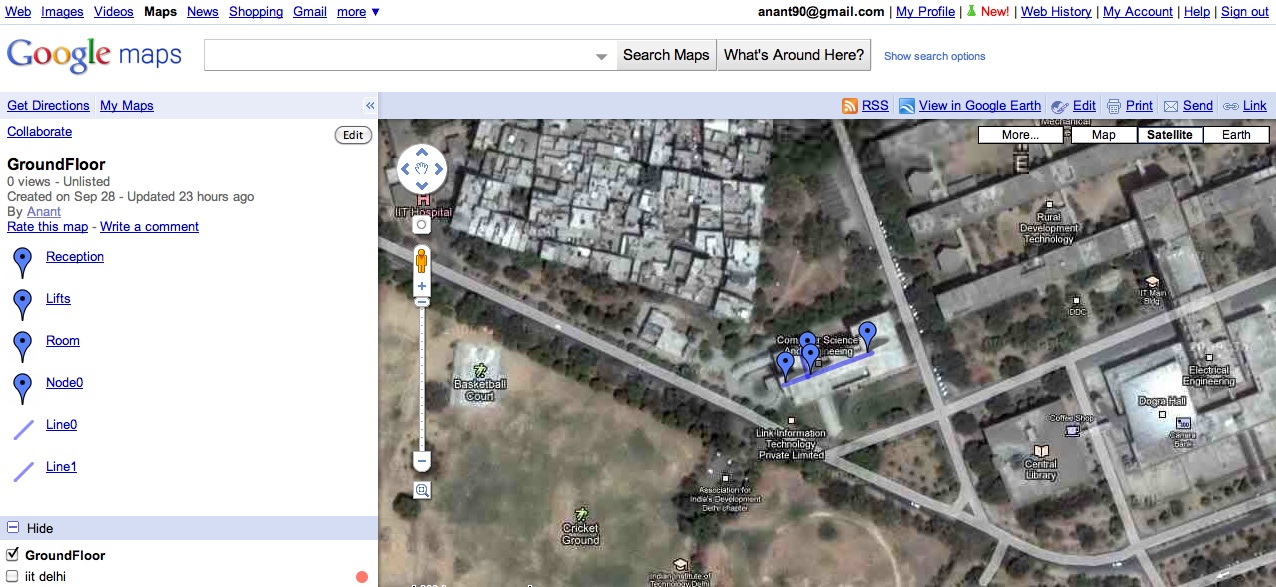 Web Images Videos Maps News Shopping Gmail more ▼
anant90@gmail.com | My Profile | New! | Web History | My Account | Help | Sign out
Google maps
Search Maps
What's Around Here?
Show search options
Get Directions My Maps «
RSS View in Google Earth Edit Print Send Link
Collaborate
Edit
GroundFloor
0 views - Unlisted
Created on Sep 28 - Updated 23 hours ago
By Anant
Rate this map - Write a comment
Reception
Lifts
Room
Node0
Line0
Line1
Hide
GroundFloor
iit delhi
Mechanical
More...
Map
Satellite
Earth
IIT Hospital
Rural
Development
Technology
IIT Main
Bldg
IDDC
Science
Basketball
Court
Electrical
Engineering
Dogra Hall
Coffee Shop
Canara
Bank
Link Information
Technology
Private Limited
Central
Library
Association for
India's Development
Delhi chapter
Cricket
Ground
Indian Institute of
Technology, Delhi